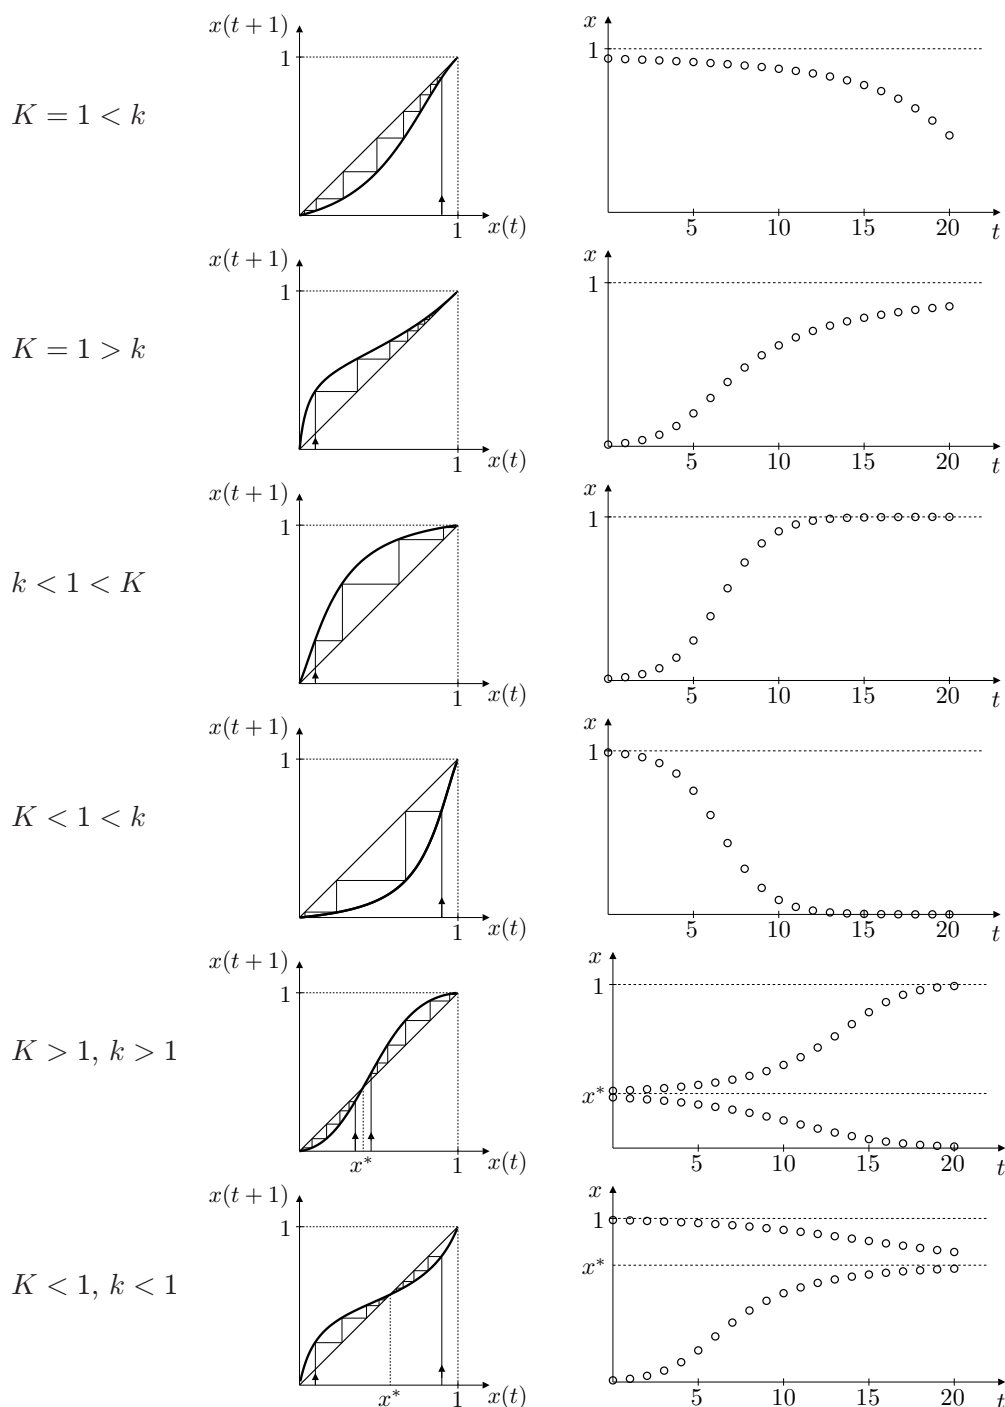 x(t + 1)
1
K = 1 < k
1
x(t)
x
1
5
10
15
20
t
x(t + 1)
1
K = 1 > k
1
x(t)
x
1
5
10
15
20
t
x(t + 1)
1
k < 1 < K
1
x(t)
x
1
5
10
15
20
t
x(t + 1)
1
K < 1 < k
1
x(t)
x
1
5
10
15
20
t
x(t + 1)
1
K > 1, k > 1
x*
1
x(t)
x
1
x*
5
10
15
20
t
x(t + 1)
1
K < 1, k < 1
x*
1
x(t)
x
1
x*
5
10
15
20
t